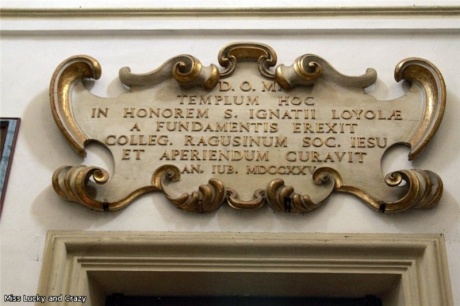 D. O. M.
TEMPLUM HOC
IN HONOREM S. IGNATII LOYOLÆ
A FUNDAMENTIS EREXIT
COLLEG. RAGUSINUM SOC. IESU
ET APERIENDUM CURAVIT
AN. IUB. MDCCXXV
Miss Lucky and Crazy